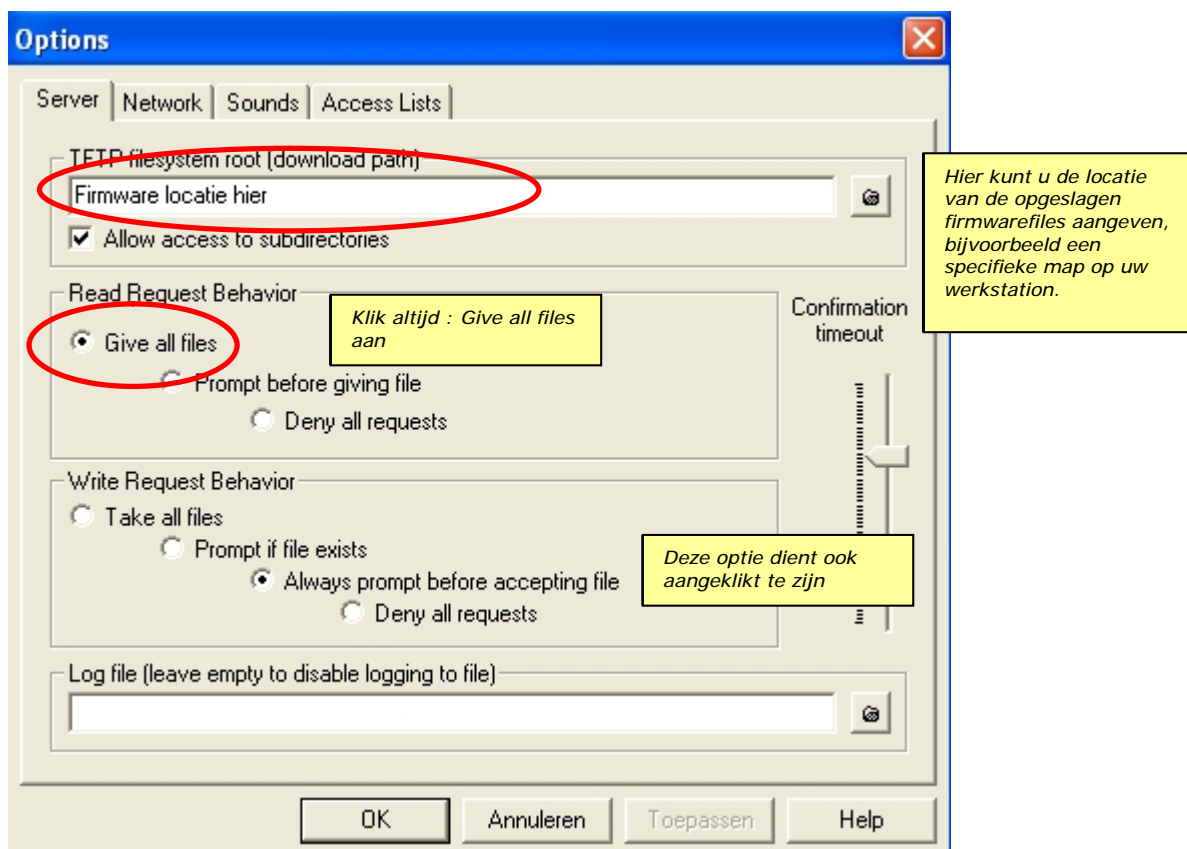 Options
Server Network Sounds Access Lists
TFTP filesystem root (download path)
Firmware locatie hier
Allow access to subdirectories
Hier kunt u de locatie
van de opgeslagen
firmwarefiles aangeven,
bijvoorbeeld een
specifieke map op uw
werkstation.
Read Request Behavior
Give all files
Prompt before giving file
Deny all requests
Klik altijd : Give all files
aan
Confirmation
timeout
Write Request Behavior
Take all files
Prompt if file exists
Always prompt before accepting file
Deny all requests
Deze optie dient ook
aangeklikt te zijn
Log file (leave empty to disable logging to file)
OK Annuleren Toepassen Help